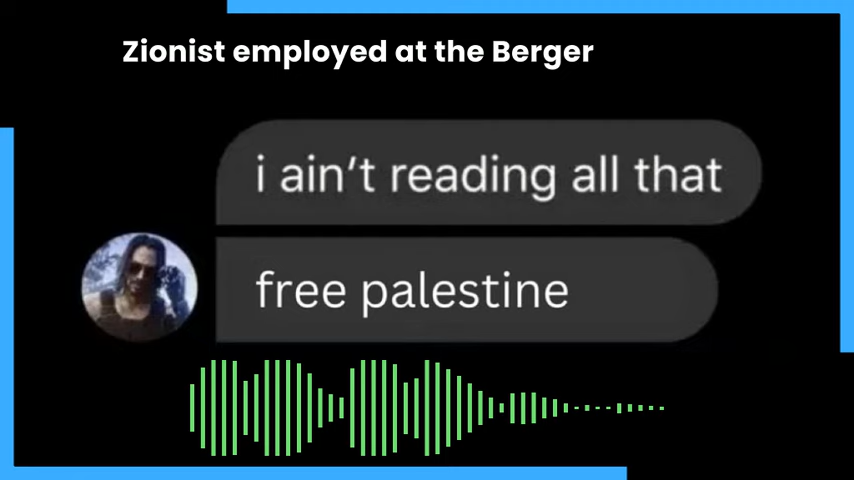 Zionist employed at the Berger
i ain’t reading all that
free palestine